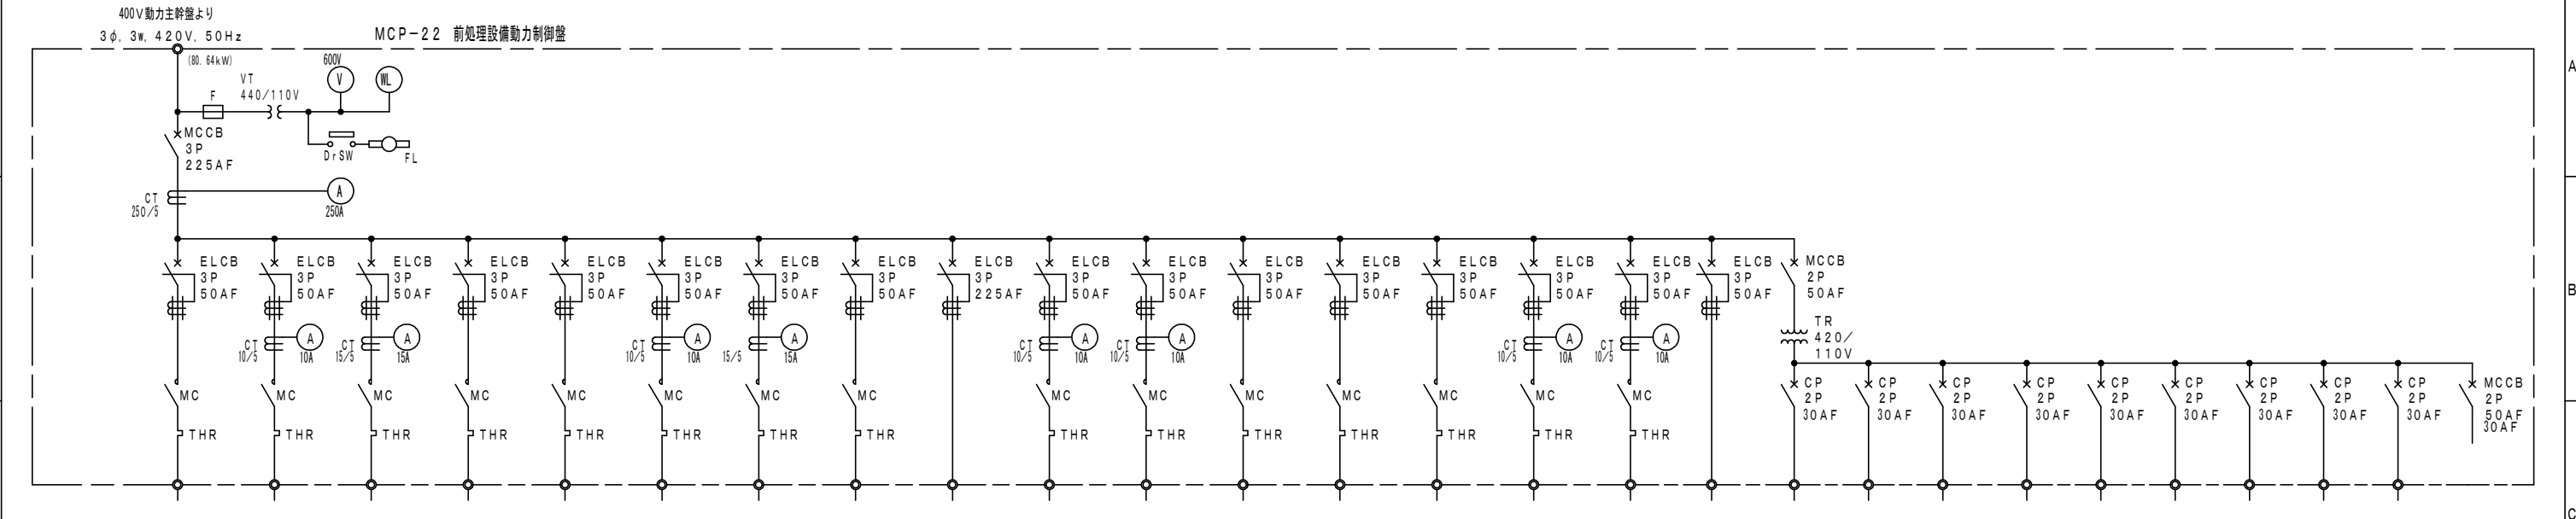 400V動力主幹盤より
3φ, 3w, 420V, 50Hz
MCP-22 前処理設備動力制御盤
(80. 64kW)
VT
440/110V
F
600V
V
WL
MCCB
3P
225AF
DrSW
FL
CT
250/5
A
250A
ELCB ELCB ELCB ELCB ELCB ELCB ELCB ELCB ELCB ELCB ELCB ELCB ELCB ELCB ELCB ELCB ELCB MCCB
3P 3P 3P 3P 3P 3P 3P 3P 3P 3P 3P 3P 3P 3P 3P 3P 3P 2P
50AF 50AF 50AF 50AF 50AF 50AF 50AF 50AF 225AF 50AF 50AF 50AF 50AF 50AF 50AF 50AF 50AF 50AF
TR
420/
110V
CT A CT A CT A A CT A CT A CT A CT A
10/5 10A 15/5 15A 10/5 10A 15/5 15A 10/5 10A 10/5 10A 10/5 10A 10/5 10A
MC MC MC MC MC MC MC MC MC MC MC MC MC MC MC
THR THR THR THR THR THR THR THR THR THR THR THR THR THR THR
CP CP CP CP CP CP CP CP CP MCCB
2P 2P 2P 2P 2P 2P 2P 2P 2P 2P
30AF 30AF 30AF 30AF 30AF 30AF 30AF 30AF 30AF 50AF
30AF
A
B
C